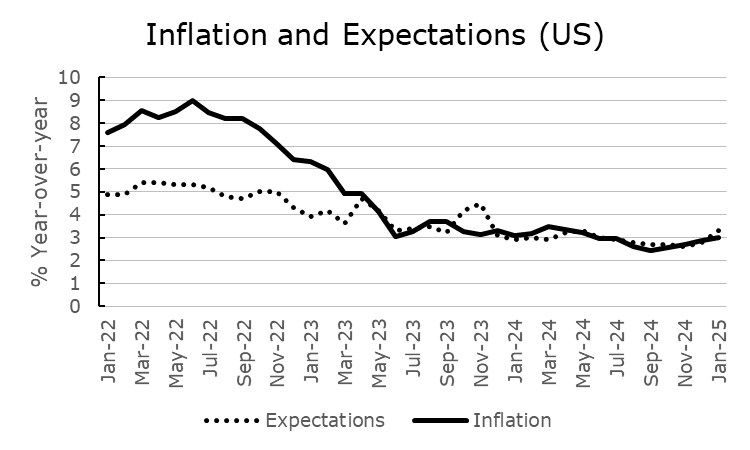 Inflation and Expectations (US)
% Year-over-year
10
9
8
7
6
5
4
3
2
1
0
Jan-22
Mar-22
May-22
Jul-22
Sep-22
Nov-22
Jan-23
Mar-23
May-23
Jul-23
Sep-23
Nov-23
Jan-24
Mar-24
May-24
Jul-24
Sep-24
Nov-24
Jan-25
Expectations
Inflation